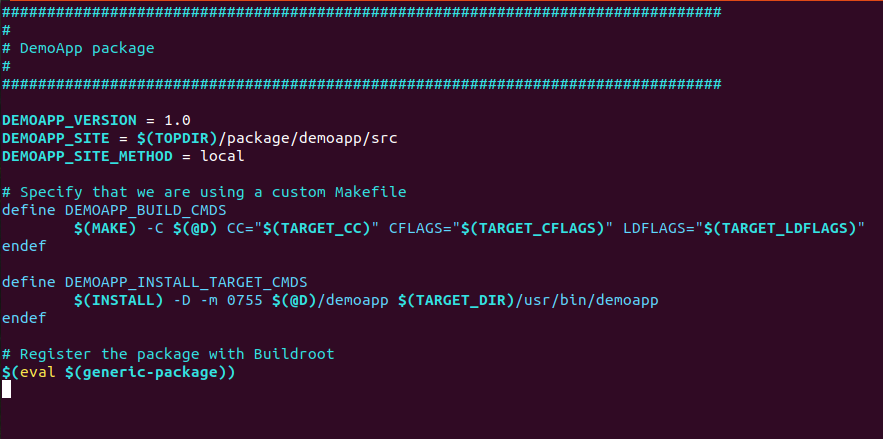 ################################################################################
#
# DemoApp package
#
################################################################################
DEMOAPP_VERSION = 1.0
DEMOAPP_SITE = $(TOPDIR)/package/demoapp/src
DEMOAPP_SITE_METHOD = local
# Specify that we are using a custom Makefile
define DEMOAPP_BUILD_CMDS
        $(MAKE) -C $(@D) CC="$(TARGET_CC)" CFLAGS="$(TARGET_CFLAGS)" LDFLAGS="$(TARGET_LDFLAGS)"
endef
define DEMOAPP_INSTALL_TARGET_CMDS
        $(INSTALL) -D -m 0755 $(@D)/demoapp $(TARGET_DIR)/usr/bin/demoapp
endef
# Register the package with Buildroot
$(eval $(generic-package))